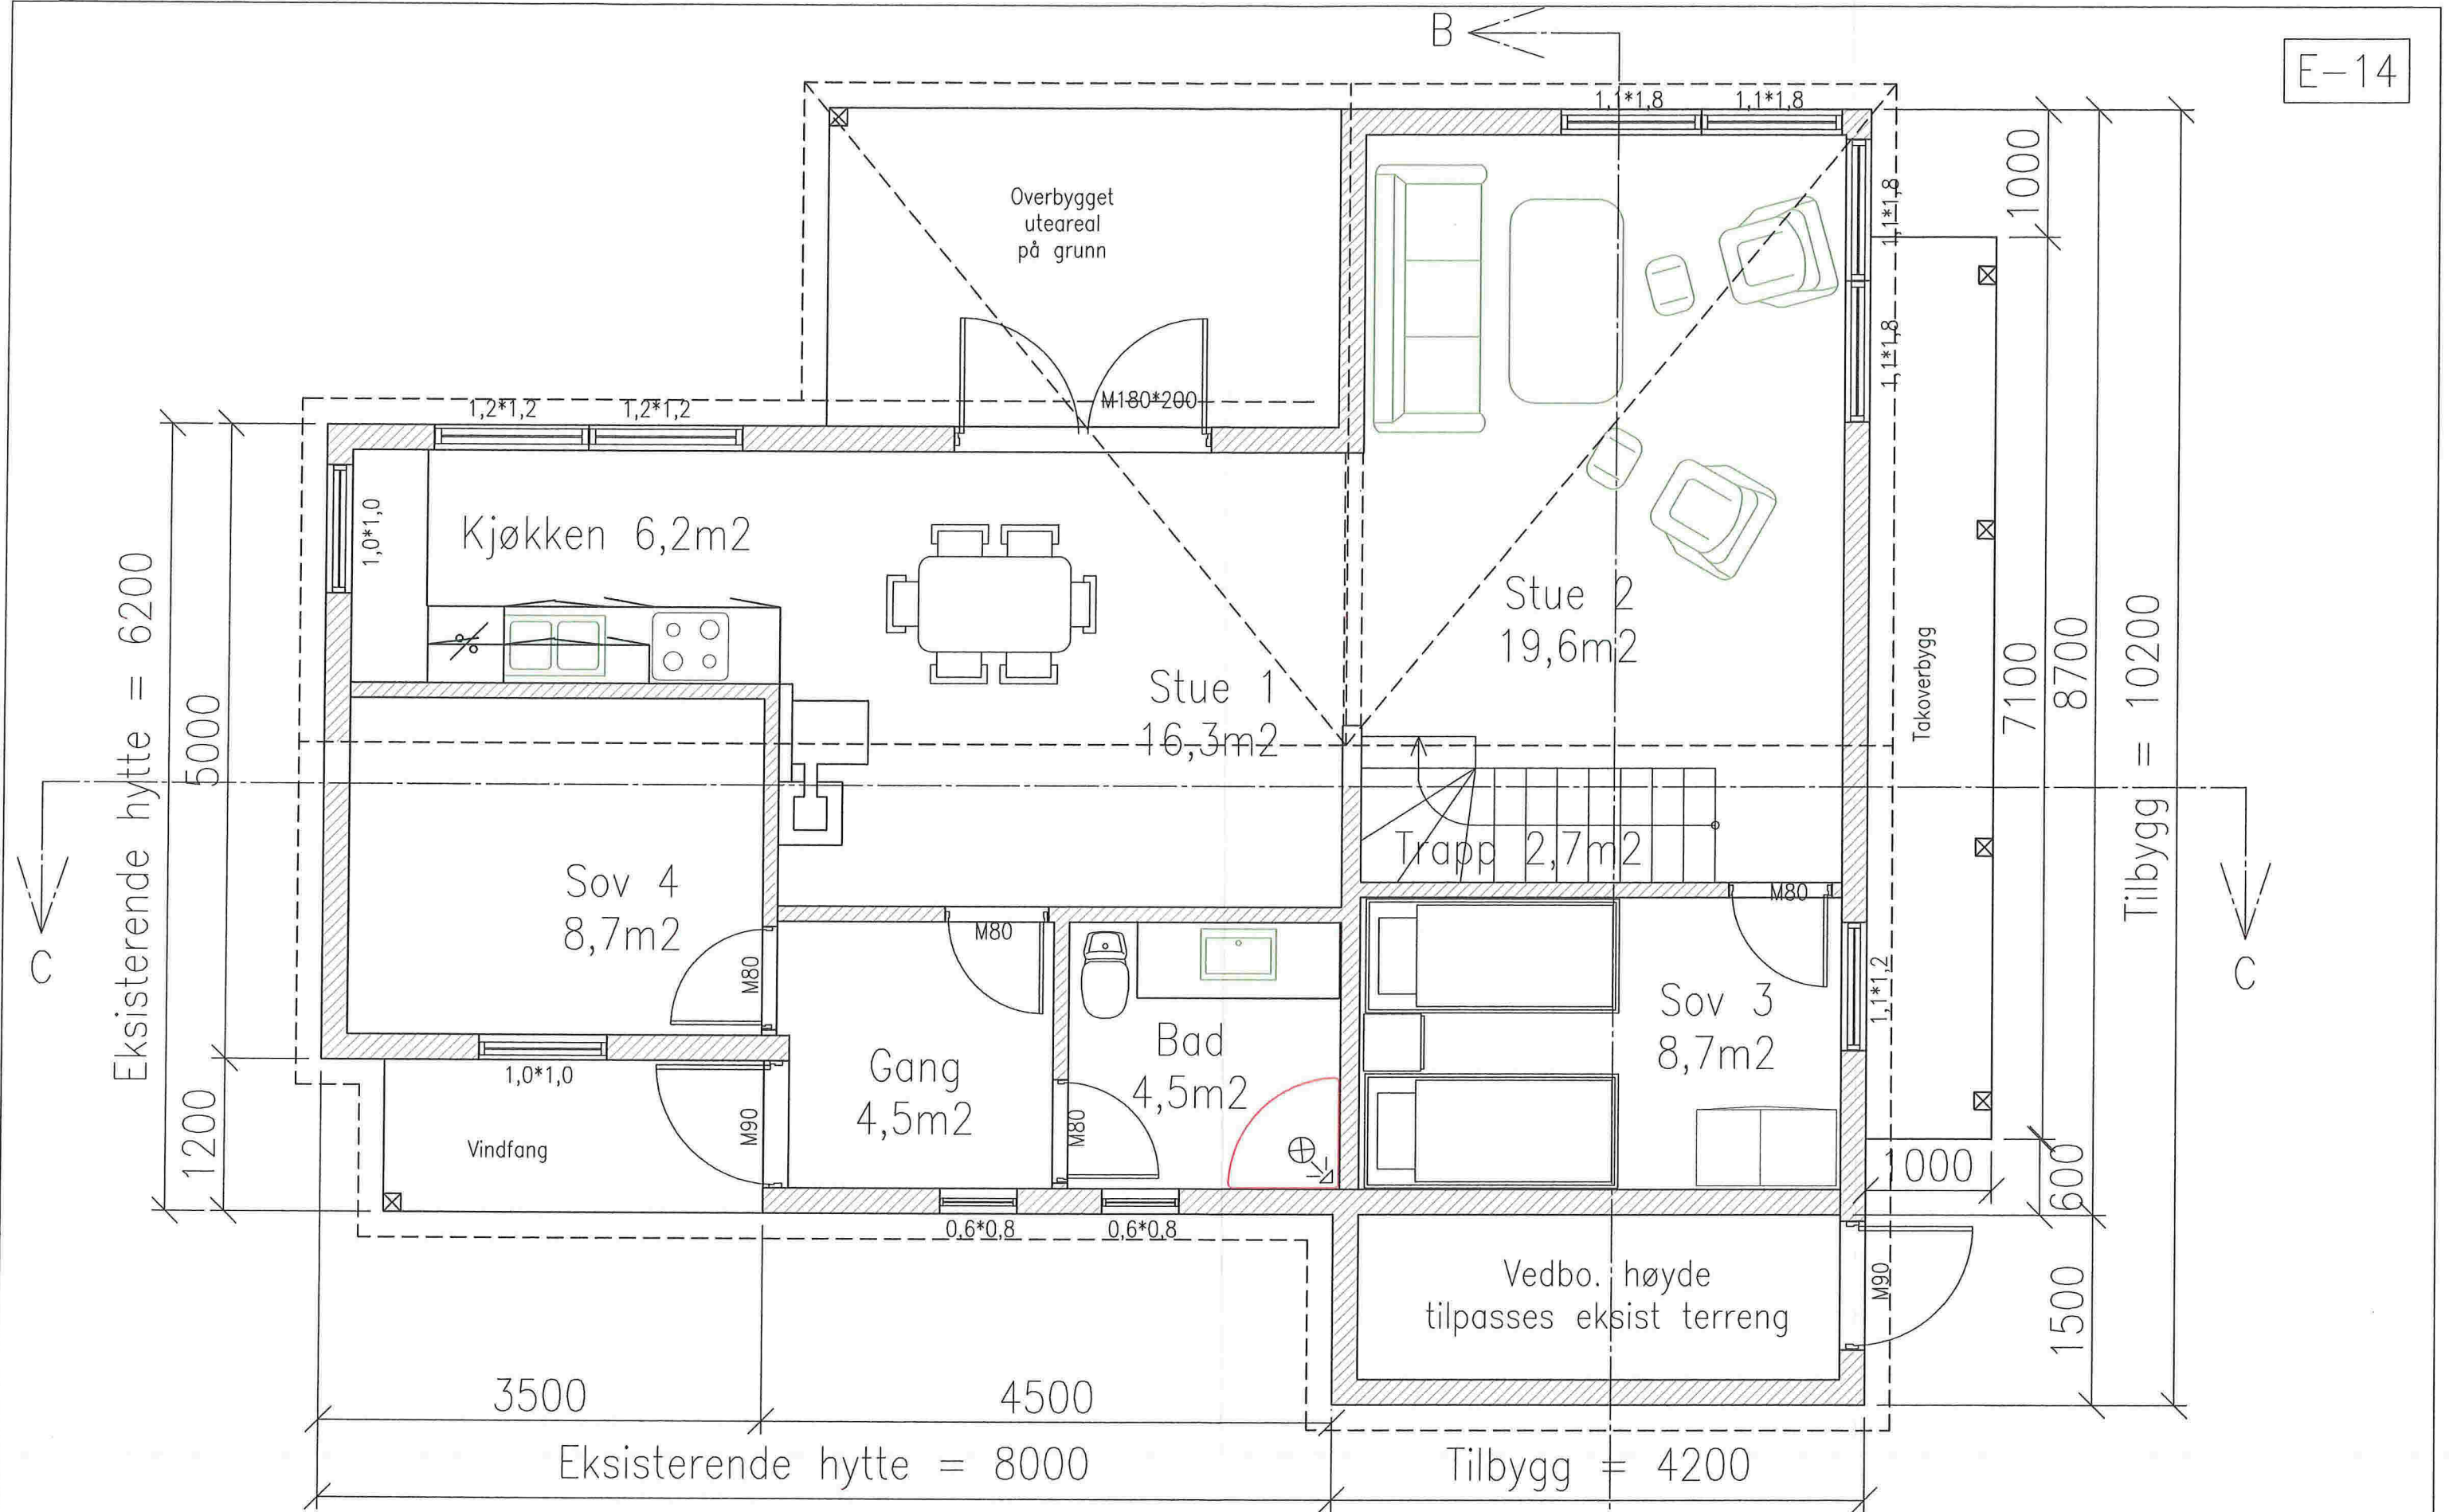 B
E-14
1,1*1,8
1,1*1,8
Overbygget
uteareal
på grunn
1,1*1,8
1,1*1,8
1000
M180*200
1,2*1,2
1,2*1,2
1,0*1,0
Kjøkken 6,2m2
Stue 1
16,3m2
Stue 2
19,6m2
Takoverbygg
7100
8700
Tilbygg = 10200
Eksisterende hytte = 6200
5000
1200
Trapp 2,7m2
M80
Sov 4
8,7m2
M80
M80
C
C
Gang
4,5m2
Bad
4,5m2
M80
Sov 3
8,7m2
1,1*1,2
1,0*1,0
Vindfang
M90
0,6*0,8
0,6*0,8
1000
600
1500
Vedbo. høyde
tilpasses eksist terreng
M90
3500
4500
Eksisterende hytte = 8000
Tilbygg = 4200